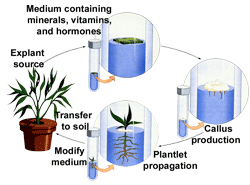 Medium containing
minerals, vitamins,
and hormones
Explant
source
Callus
production
Transfer
to soil
Modify
medium
Plantlet
propagation